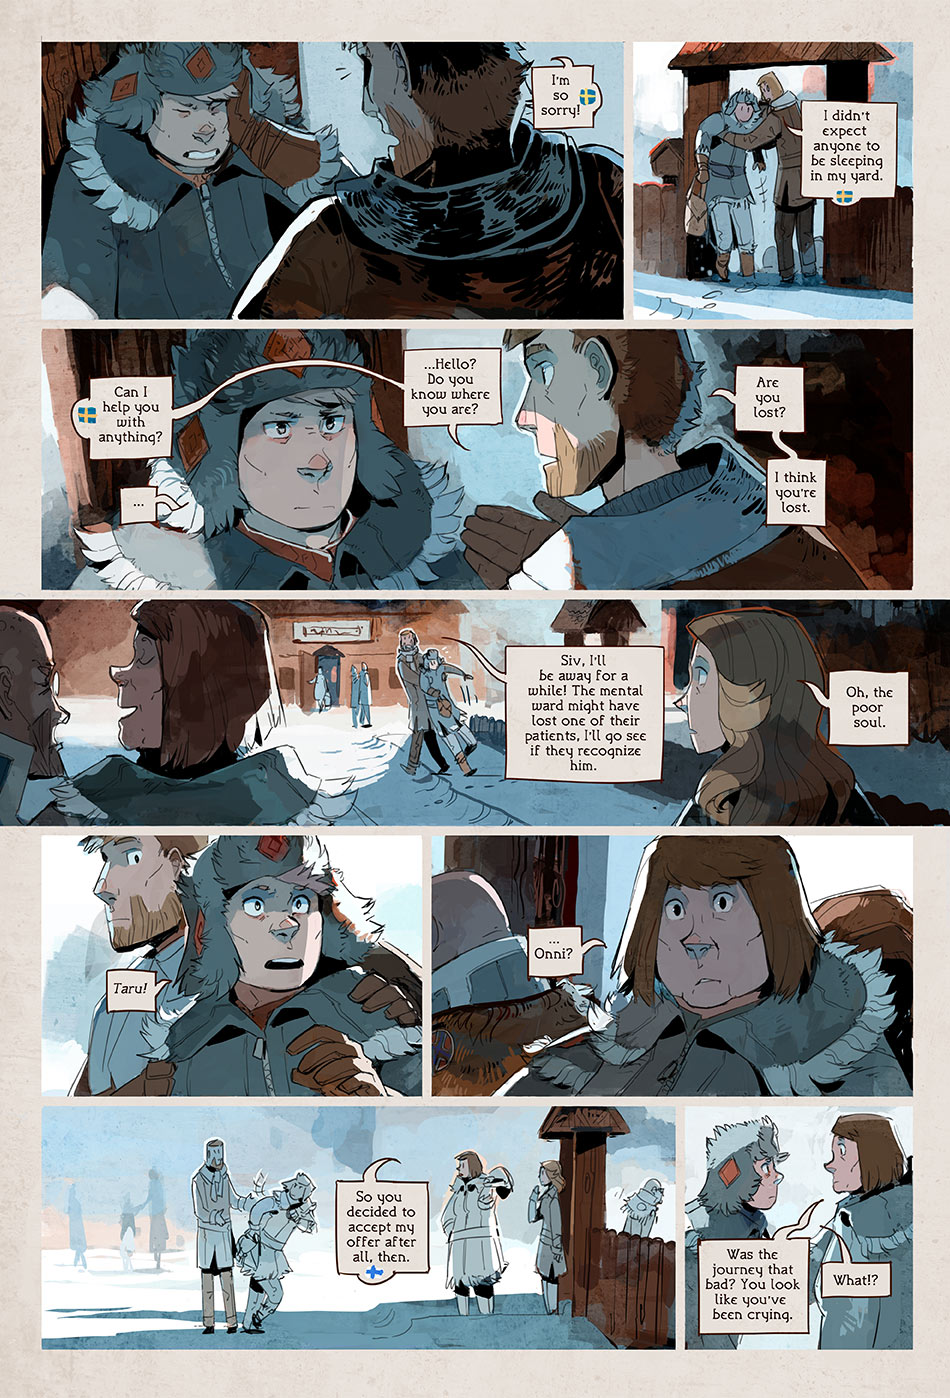 I'm
so
sorry!
I didn't
expect
anyone to
be sleeping
in my yard.
Can I
help you
with
anything?
...Hello?
Do you
know where
you are?
...
Are
you
lost?
I think
you're
lost.
Siv, I'll
be away for a
while! The mental
ward might have
lost one of their
patients, I'll go see
if they recognize
him.
Oh, the
poor
soul.
Taru!
...
Onni?
So you
decided to
accept my
offer after
all, then.
Was the
journey that
bad? You look
like you've
been crying.
What!?